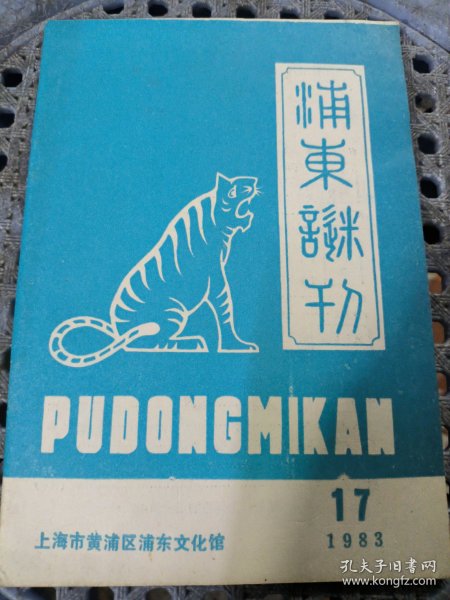 浦東謎刊
PUDONGMIKAN
17
1983
上海市黄浦区浦东文化馆
孔夫子旧书网
www.kongfz.com